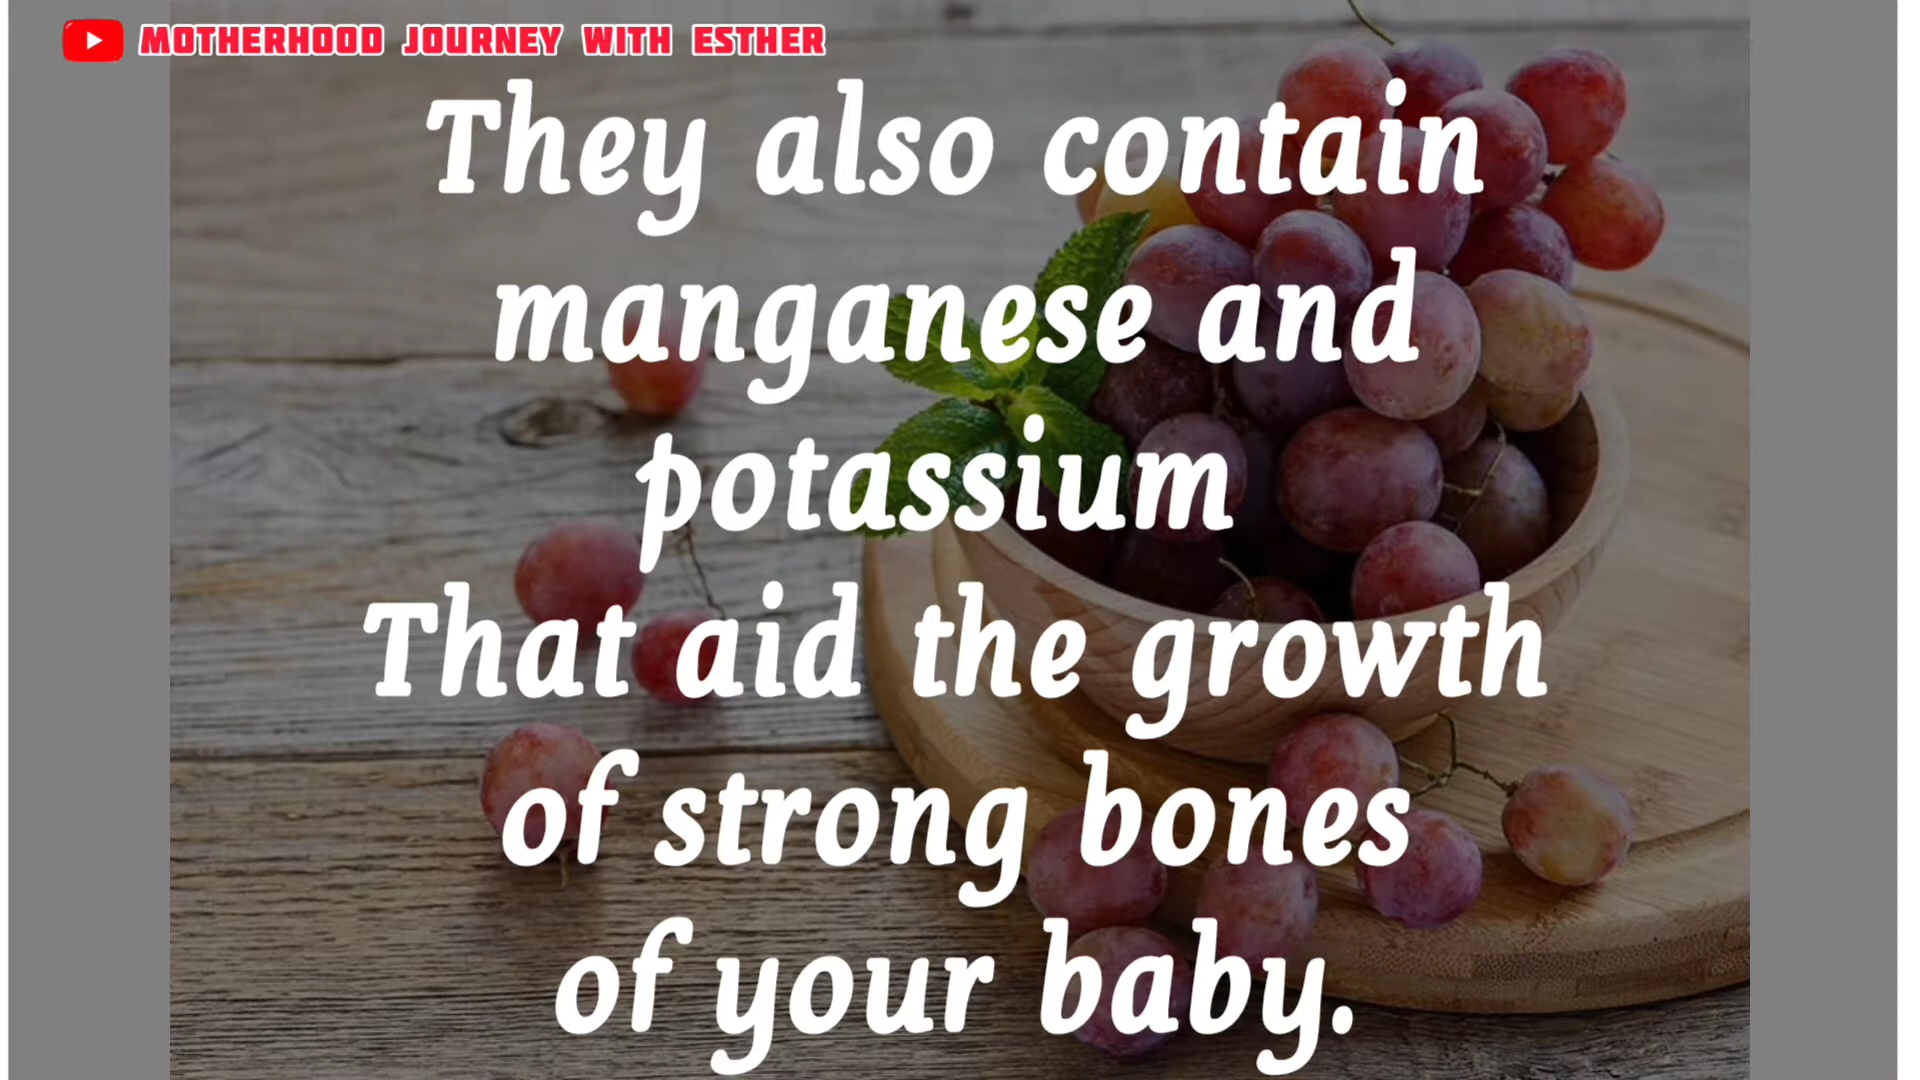 MOTHERHOOD JOURNEY WITH ESTHER
They also contain
manganese and
potassium
That aid the growth
of strong bones
of your baby.